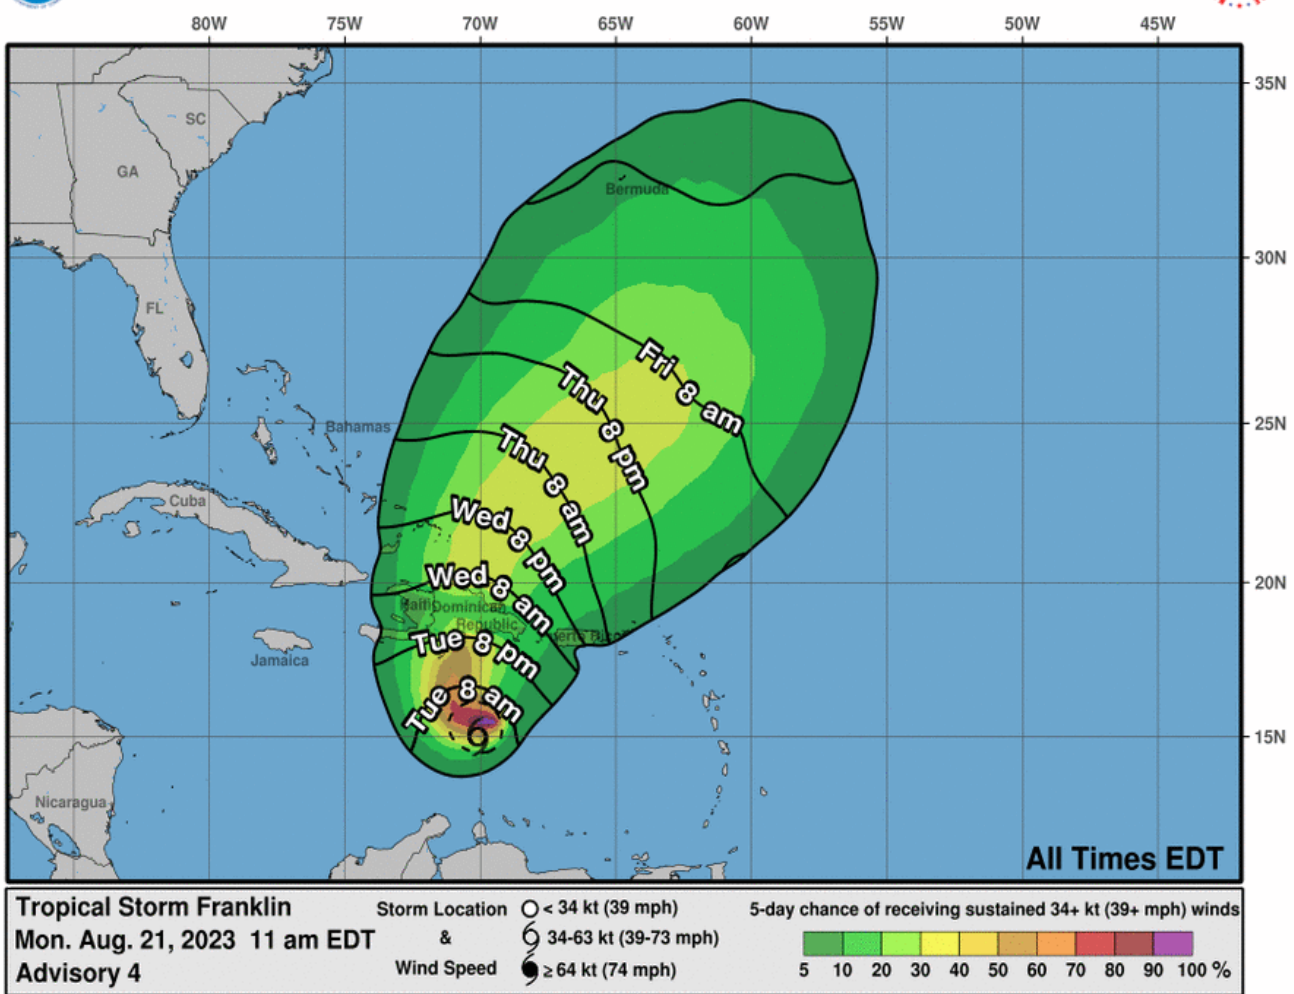 80W 75W 70W 65W 60W 55W 50W 45W
35N
SC
GA
Bermuda
30N
FL
Fri 8 am
Thu 8 pm
25N
Bahamas
Thu 8 am
Cuba
Wed 8 pm
20N
Wed 8 am
Haiti
Dominican
Republic
Tue 8 pm
Jamaica
Tue 8 am
15N
Nicaragua
All Times EDT
Tropical Storm Franklin
Mon. Aug. 21, 2023 11 am EDT
Advisory 4
Storm Location
&
Wind Speed
< 34 kt (39 mph)
34-63 kt (39-73 mph)
≥ 64 kt (74 mph)
5-day chance of receiving sustained 34+ kt (39+ mph) winds
5 10 20 30 40 50 60 70 80 90 100 %